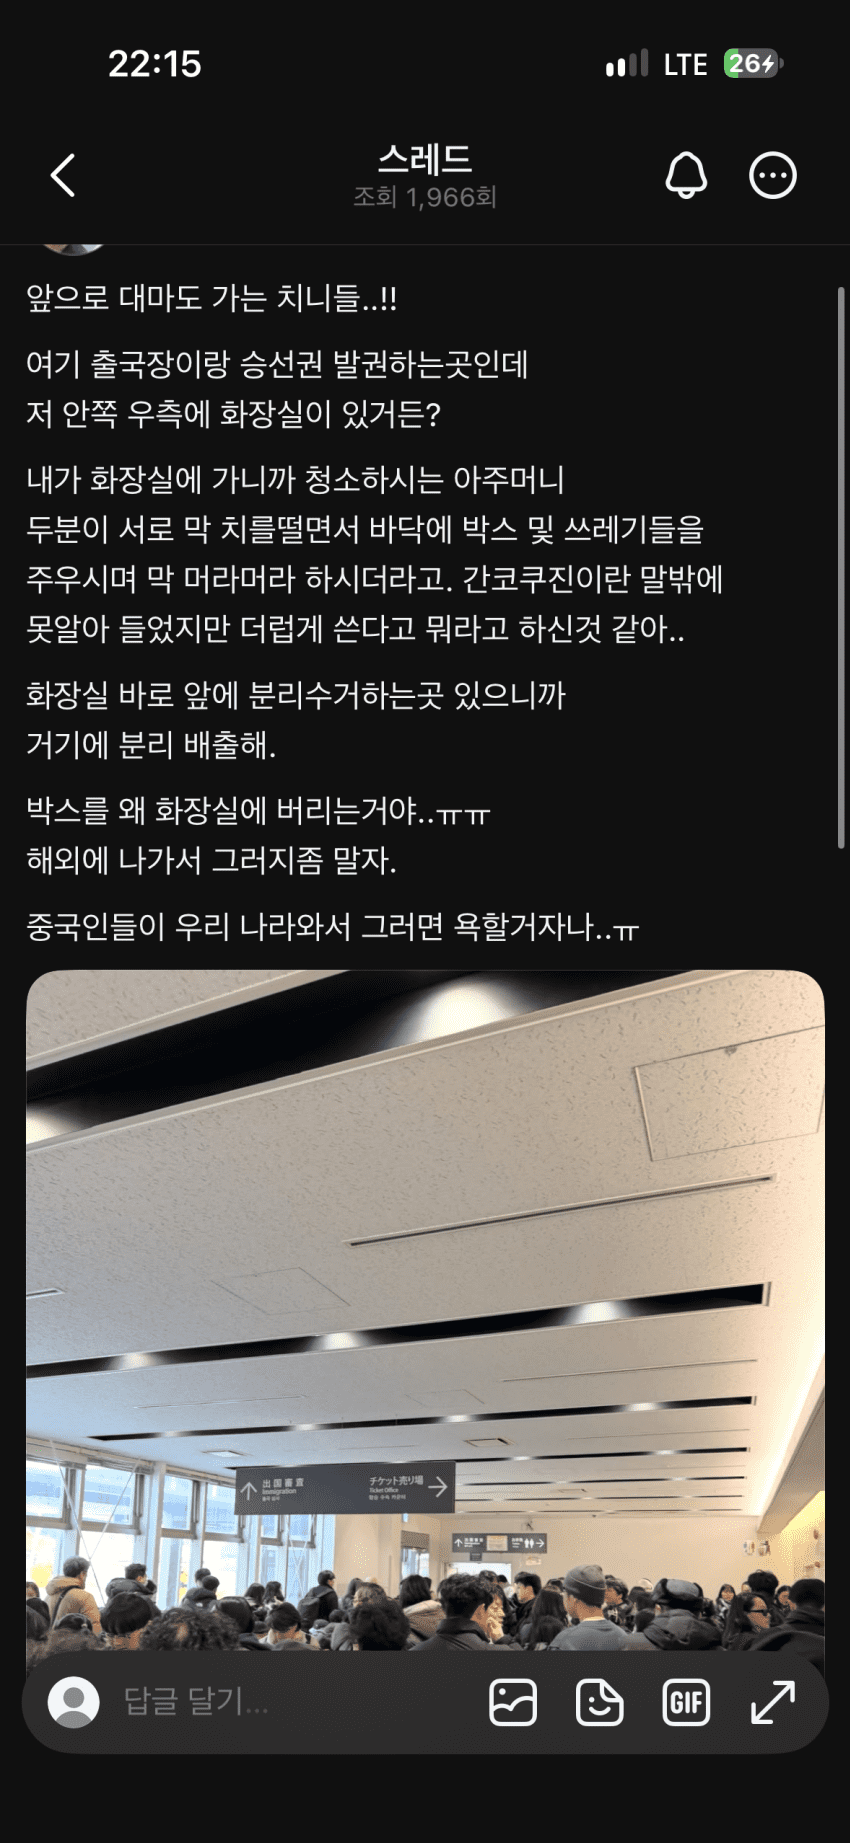 22:15
LTE
26
스레드
조회 1,966회
앞으로 대마도 가는 치니들..!!
여기 출국장이랑 승선권 발권하는곳인데
저 안쪽 우측에 화장실이 있거든?
내가 화장실에 가니까 청소하시는 아주머니
두분이 서로 막 치를떨면서 바닥에 박스 및 쓰레기들을
주우시며 막 머라머라 하시더라고. 간코쿠진이란 말밖에
못알아 들었지만 더럽게 쓴다고 뭐라고 하신것 같아..
화장실 바로 앞에 분리수거하는곳 있으니까
거기에 분리 배출해.
박스를 왜 화장실에 버리는거야..ㅠㅠ
해외에 나가서 그러지좀 말자.
중국인들이 우리 나라와서 그러면 욕할거자나..ㅠ
出国審査
Immigration
チケット売り場
Ticket Office
답글 달기...
GIF